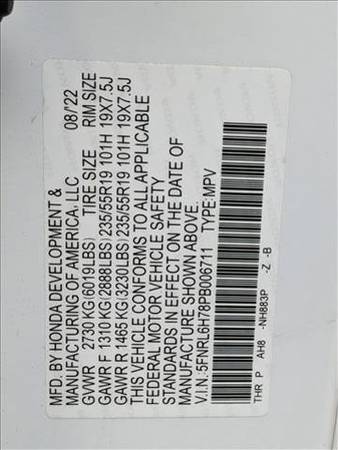 MFD. BY HONDA DEVELOPMENT &
MANUFACTURING OF AMERICA, LLC 08/22
GVWR 2730 KG(6019LBS) TIRE SIZE RIM SIZE
GAWR F 1310 KG(2888LBS)235/55R19 101H 19X7.5J
GAWR R 1465 KG(3230LBS)235/55R19 101H 19X7.5J
THIS VEHICLE CONFORMS TO ALL APPLICABLE
FEDERAL MOTOR VEHICLE SAFETY
STANDARDS IN EFFECT ON THE DATE OF
MANUFACTURE SHOWN ABOVE.
V.I.N.:5FNRL6H78PB006711 TYPE:MPV
THR P AH8 -NH883P -Z -B